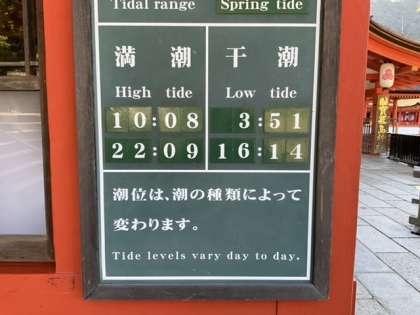 Tidal range Spring tide
満潮 干潮
High tide Low tide
10:08 3:51
22:09 16:14
潮位は、潮の種類によって
変わります。
Tide levels vary day to day.